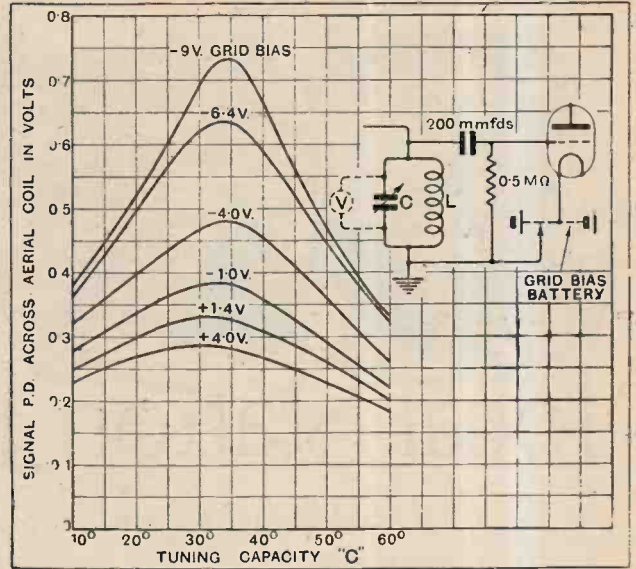 0·8
0·7
0·6
0·5
0·4
0·3
0·2
0·1
0
SIGNAL P.D. ACROSS AERIAL COIL IN VOLTS
-9V. GRID BIAS
-6·4V.
-4·0V.
-1·0V.
+1·4V
+4·0V.
200 mmfds
V
C
L
0·5 MΩ
GRID BIAS
BATTERY
10° 20° 30° 40° 50° 60°
TUNING CAPACITY "C"